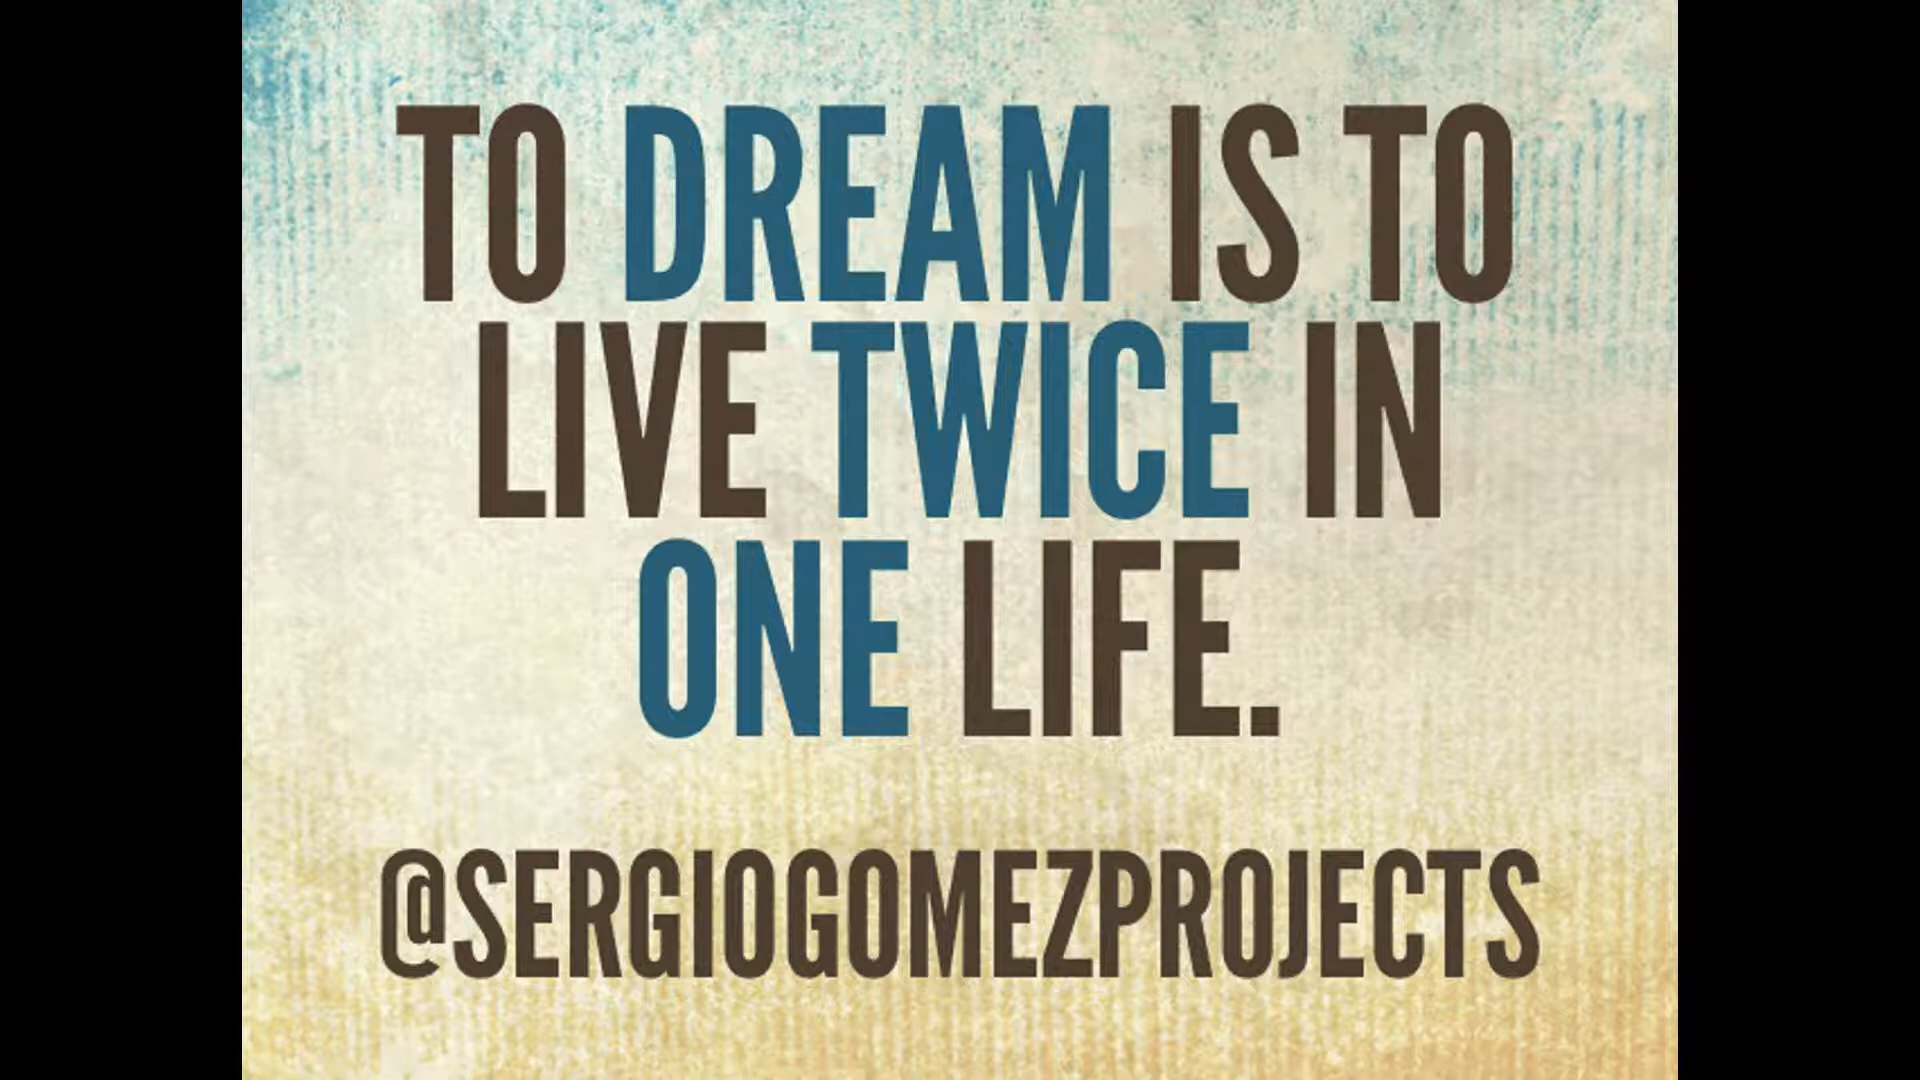 TO DREAM IS TO
LIVE TWICE IN
ONE LIFE.
@SERGIOGOMEZPROJECTS